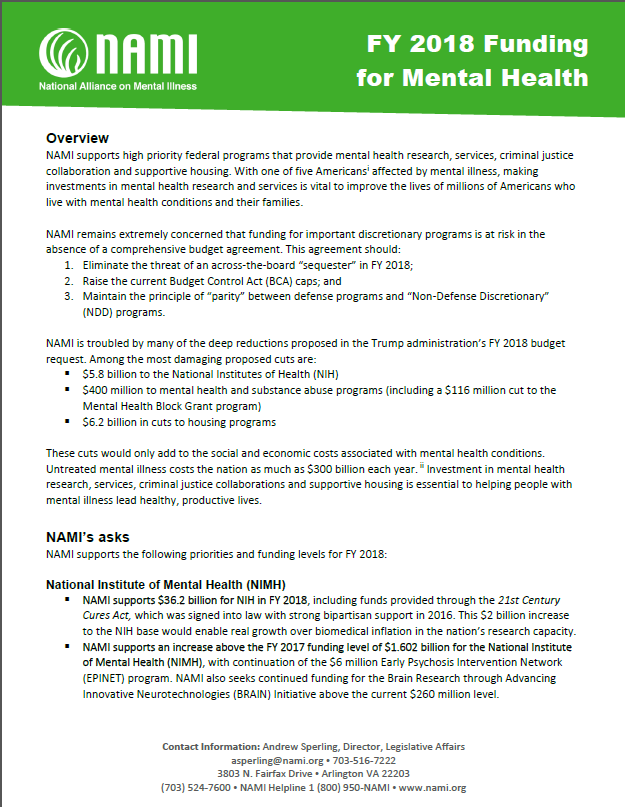 NAMI
National Alliance on Mental Illness
FY 2018 Funding
for Mental Health
Overview
NAMI supports high priority federal programs that provide mental health research, services, criminal justice
collaboration and supportive housing. With one of five Americansⁱ affected by mental illness, making
investments in mental health research and services is vital to improve the lives of millions of Americans who
live with mental health conditions and their families.
NAMI remains extremely concerned that funding for important discretionary programs is at risk in the
absence of a comprehensive budget agreement. This agreement should:
1. Eliminate the threat of an across-the-board “sequester” in FY 2018;
2. Raise the current Budget Control Act (BCA) caps; and
3. Maintain the principle of “parity” between defense programs and “Non-Defense Discretionary”
(NDD) programs.
NAMI is troubled by many of the deep reductions proposed in the Trump administration’s FY 2018 budget
request. Among the most damaging proposed cuts are:
▪ $5.8 billion to the National Institutes of Health (NIH)
▪ $400 million to mental health and substance abuse programs (including a $116 million cut to the
Mental Health Block Grant program)
▪ $6.2 billion in cuts to housing programs
These cuts would only add to the social and economic costs associated with mental health conditions.
Untreated mental illness costs the nation as much as $300 billion each year. ⁱⁱ Investment in mental health
research, services, criminal justice collaborations and supportive housing is essential to helping people with
mental illness lead healthy, productive lives.
NAMI’s asks
NAMI supports the following priorities and funding levels for FY 2018:
National Institute of Mental Health (NIMH)
▪ NAMI supports $36.2 billion for NIH in FY 2018, including funds provided through the 21st Century
Cures Act, which was signed into law with strong bipartisan support in 2016. This $2 billion increase
to the NIH base would enable real growth over biomedical inflation in the nation’s research capacity.
▪ NAMI supports an increase above the FY 2017 funding level of $1.602 billion for the National Institute
of Mental Health (NIMH), with continuation of the $6 million Early Psychosis Intervention Network
(EPINET) program. NAMI also seeks continued funding for the Brain Research through Advancing
Innovative Neurotechnologies (BRAIN) Initiative above the current $260 million level.
Contact Information: Andrew Sperling, Director, Legislative Affairs
asperling@nami.org • 703-516-7222
3803 N. Fairfax Drive • Arlington VA 22203
(703) 524-7600 • NAMI Helpline 1 (800) 950-NAMI • www.nami.org